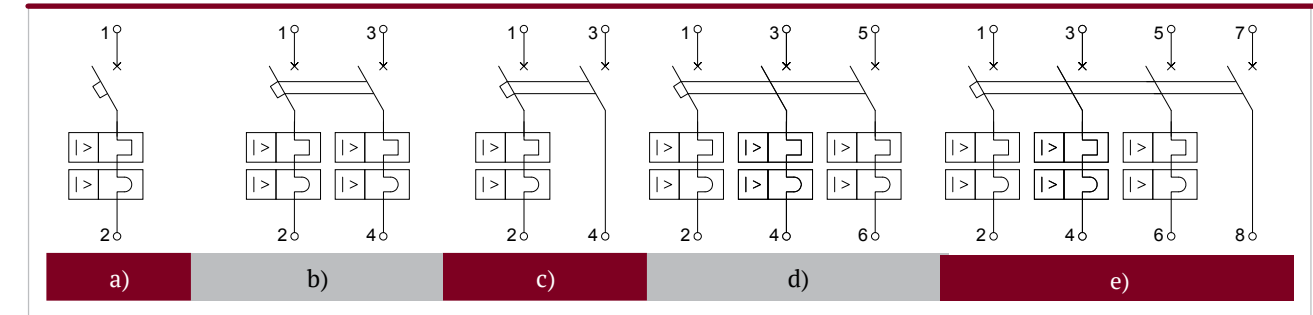 1 1 3 1 3 1 3 5 1 3 5 7
I> I> I> I> I> I> I> I> I> I>
I> I> I> I> I> I> I> I> I> I>
2 2 4 2 4 2 4 6 2 4 6 8
a) b) c) d) e)